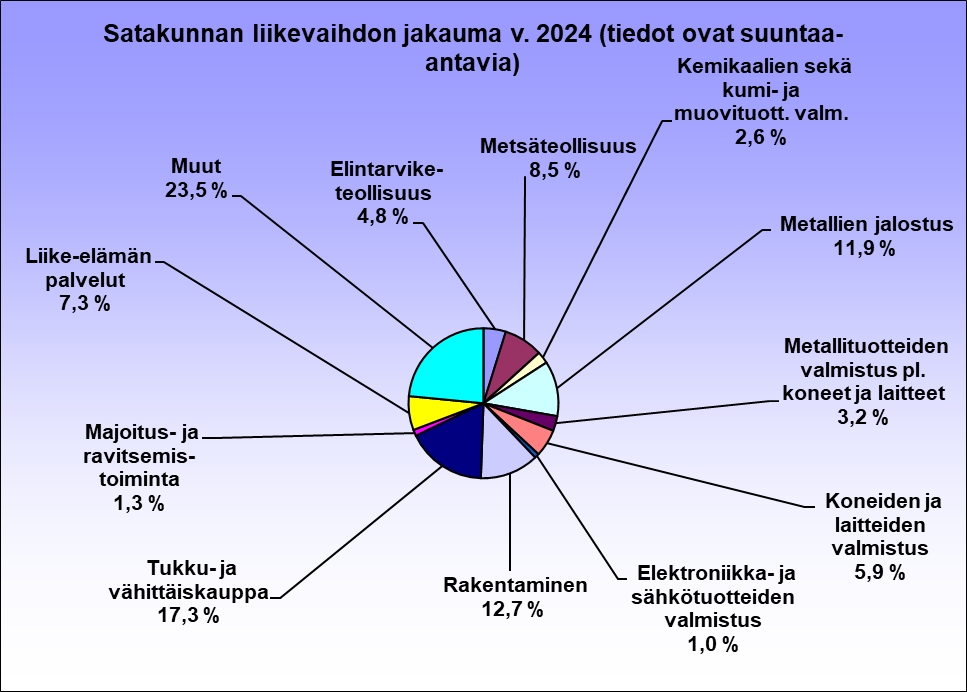 Satakunnan liikevaihdon jakauma v. 2024 (tiedot ovat suuntaa-
antavia)
Kemikaalien sekä
kumi- ja
muovituott. valm.
2,6 %
Metsäteollisuus
8,5 %
Elintarvike-
teollisuus
4,8 %
Muut
23,5 %
Metallien jalostus
11,9 %
Liike-elämän
palvelut
7,3 %
Metallituotteiden
valmistus pl.
koneet ja laitteet
3,2 %
Majoitus- ja
ravitsemis-
toiminta
1,3 %
Koneiden ja
laitteiden
valmistus
5,9 %
Tukku- ja
vähittäiskauppa
17,3 %
Rakentaminen
12,7 %
Elektroniikka- ja
sähkötuotteiden
valmistus
1,0 %